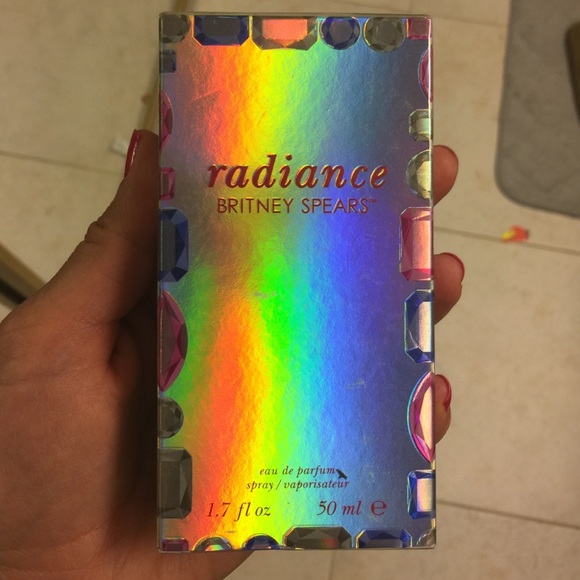 radiance
BRITNEY SPEARS™
eau de parfum
spray / vaporisateur
1.7 fl oz 50 ml ℮